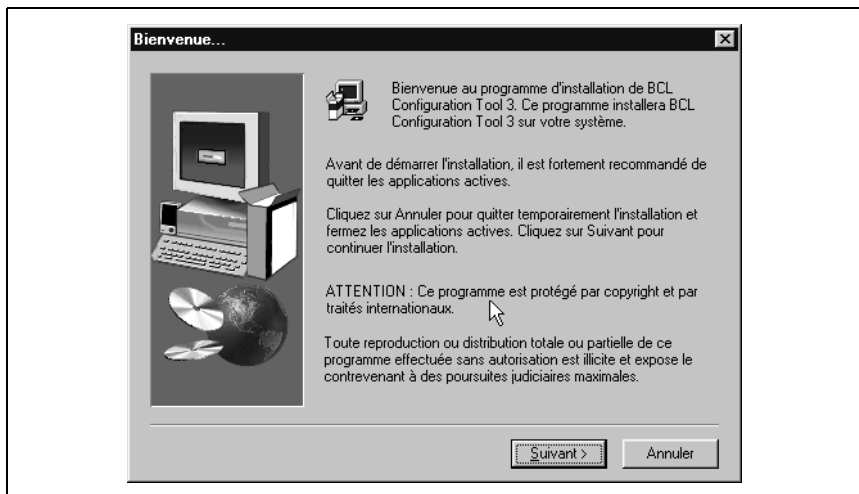 Bienvenue...
Bienvenue au programme d'installation de BCL
Configuration Tool 3. Ce programme installera BCL
Configuration Tool 3 sur votre système.
Avant de démarrer l'installation, il est fortement recommandé de
quitter les applications actives.
Cliquez sur Annuler pour quitter temporairement l'installation et
fermez les applications actives. Cliquez sur Suivant pour
continuer l'installation.
ATTENTION : Ce programme est protégé par copyright et par
traités internationaux.
Toute reproduction ou distribution totale ou partielle de ce
programme effectuée sans autorisation est illicite et expose le
contrevenant à des poursuites judiciaires maximales.
Suivant >
Annuler